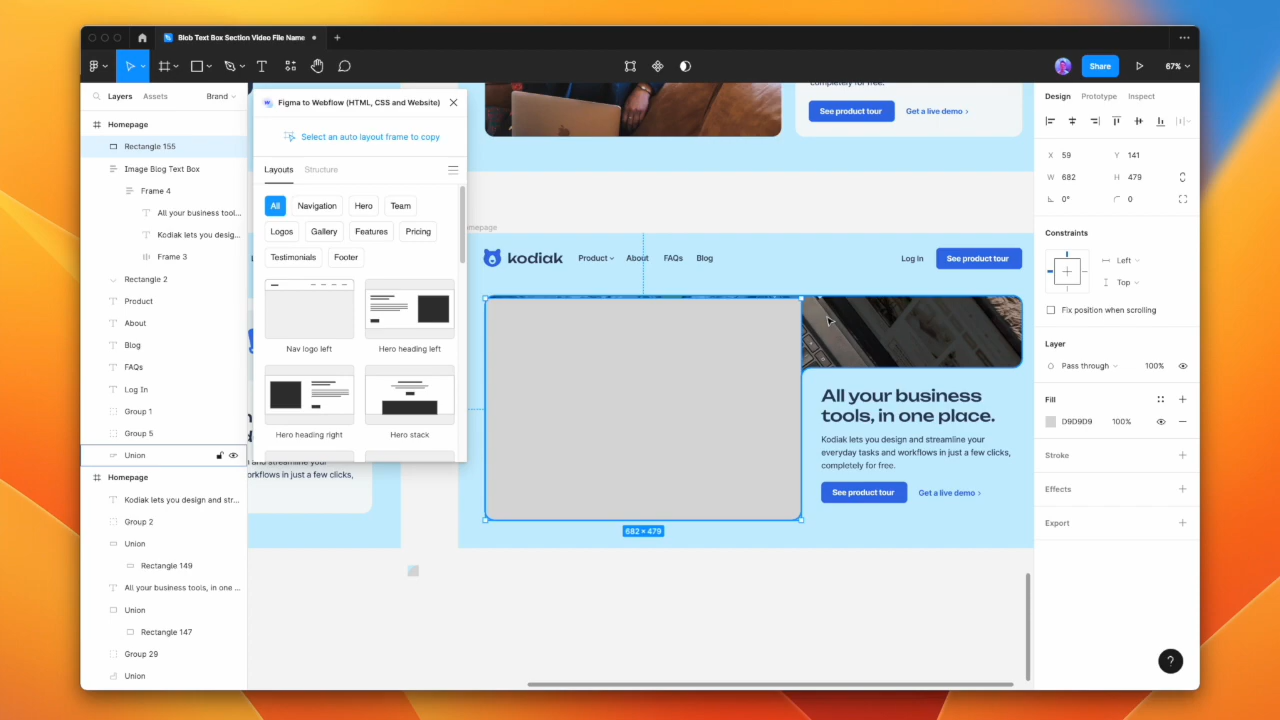 Blob Text Box Section Video File Name
Share
67%
Layers
Assets
Brand
Homepage
Rectangle 155
Image Blog Text Box
Frame 4
All your business tool...
Kodiak lets you desig...
Frame 3
Rectangle 2
Product
About
Blog
FAQs
Log In
Group 1
Group 5
Union
Homepage
Kodiak lets you design and str...
Group 2
Union
Rectangle 149
All your business tools, in one ...
Union
Rectangle 147
Group 29
Union
Figma to Webflow (HTML, CSS and Website)
Select an auto layout frame to copy
Layouts
Structure
All
Navigation
Hero
Team
Logos
Gallery
Features
Pricing
Testimonials
Footer
Nav logo left
Hero heading left
Hero heading right
Hero stack
orkflows in just a few clicks,
completely for free.
See product tour
Get a live demo ›
kodiak
Product
About
FAQs
Blog
Log in
See product tour
All your business
tools, in one place.
Kodiak lets you design and streamline your
everyday tasks and workflows in just a few clicks,
completely for free.
See product tour
Get a live demo ›
682 × 479
Design
Prototype
Inspect
X 59
Y 141
W 682
H 479
0°
0
Constraints
Left
Top
Fix position when scrolling
Layer
Pass through
100%
Fill
D9D9D9
100%
Stroke
Effects
Export
?